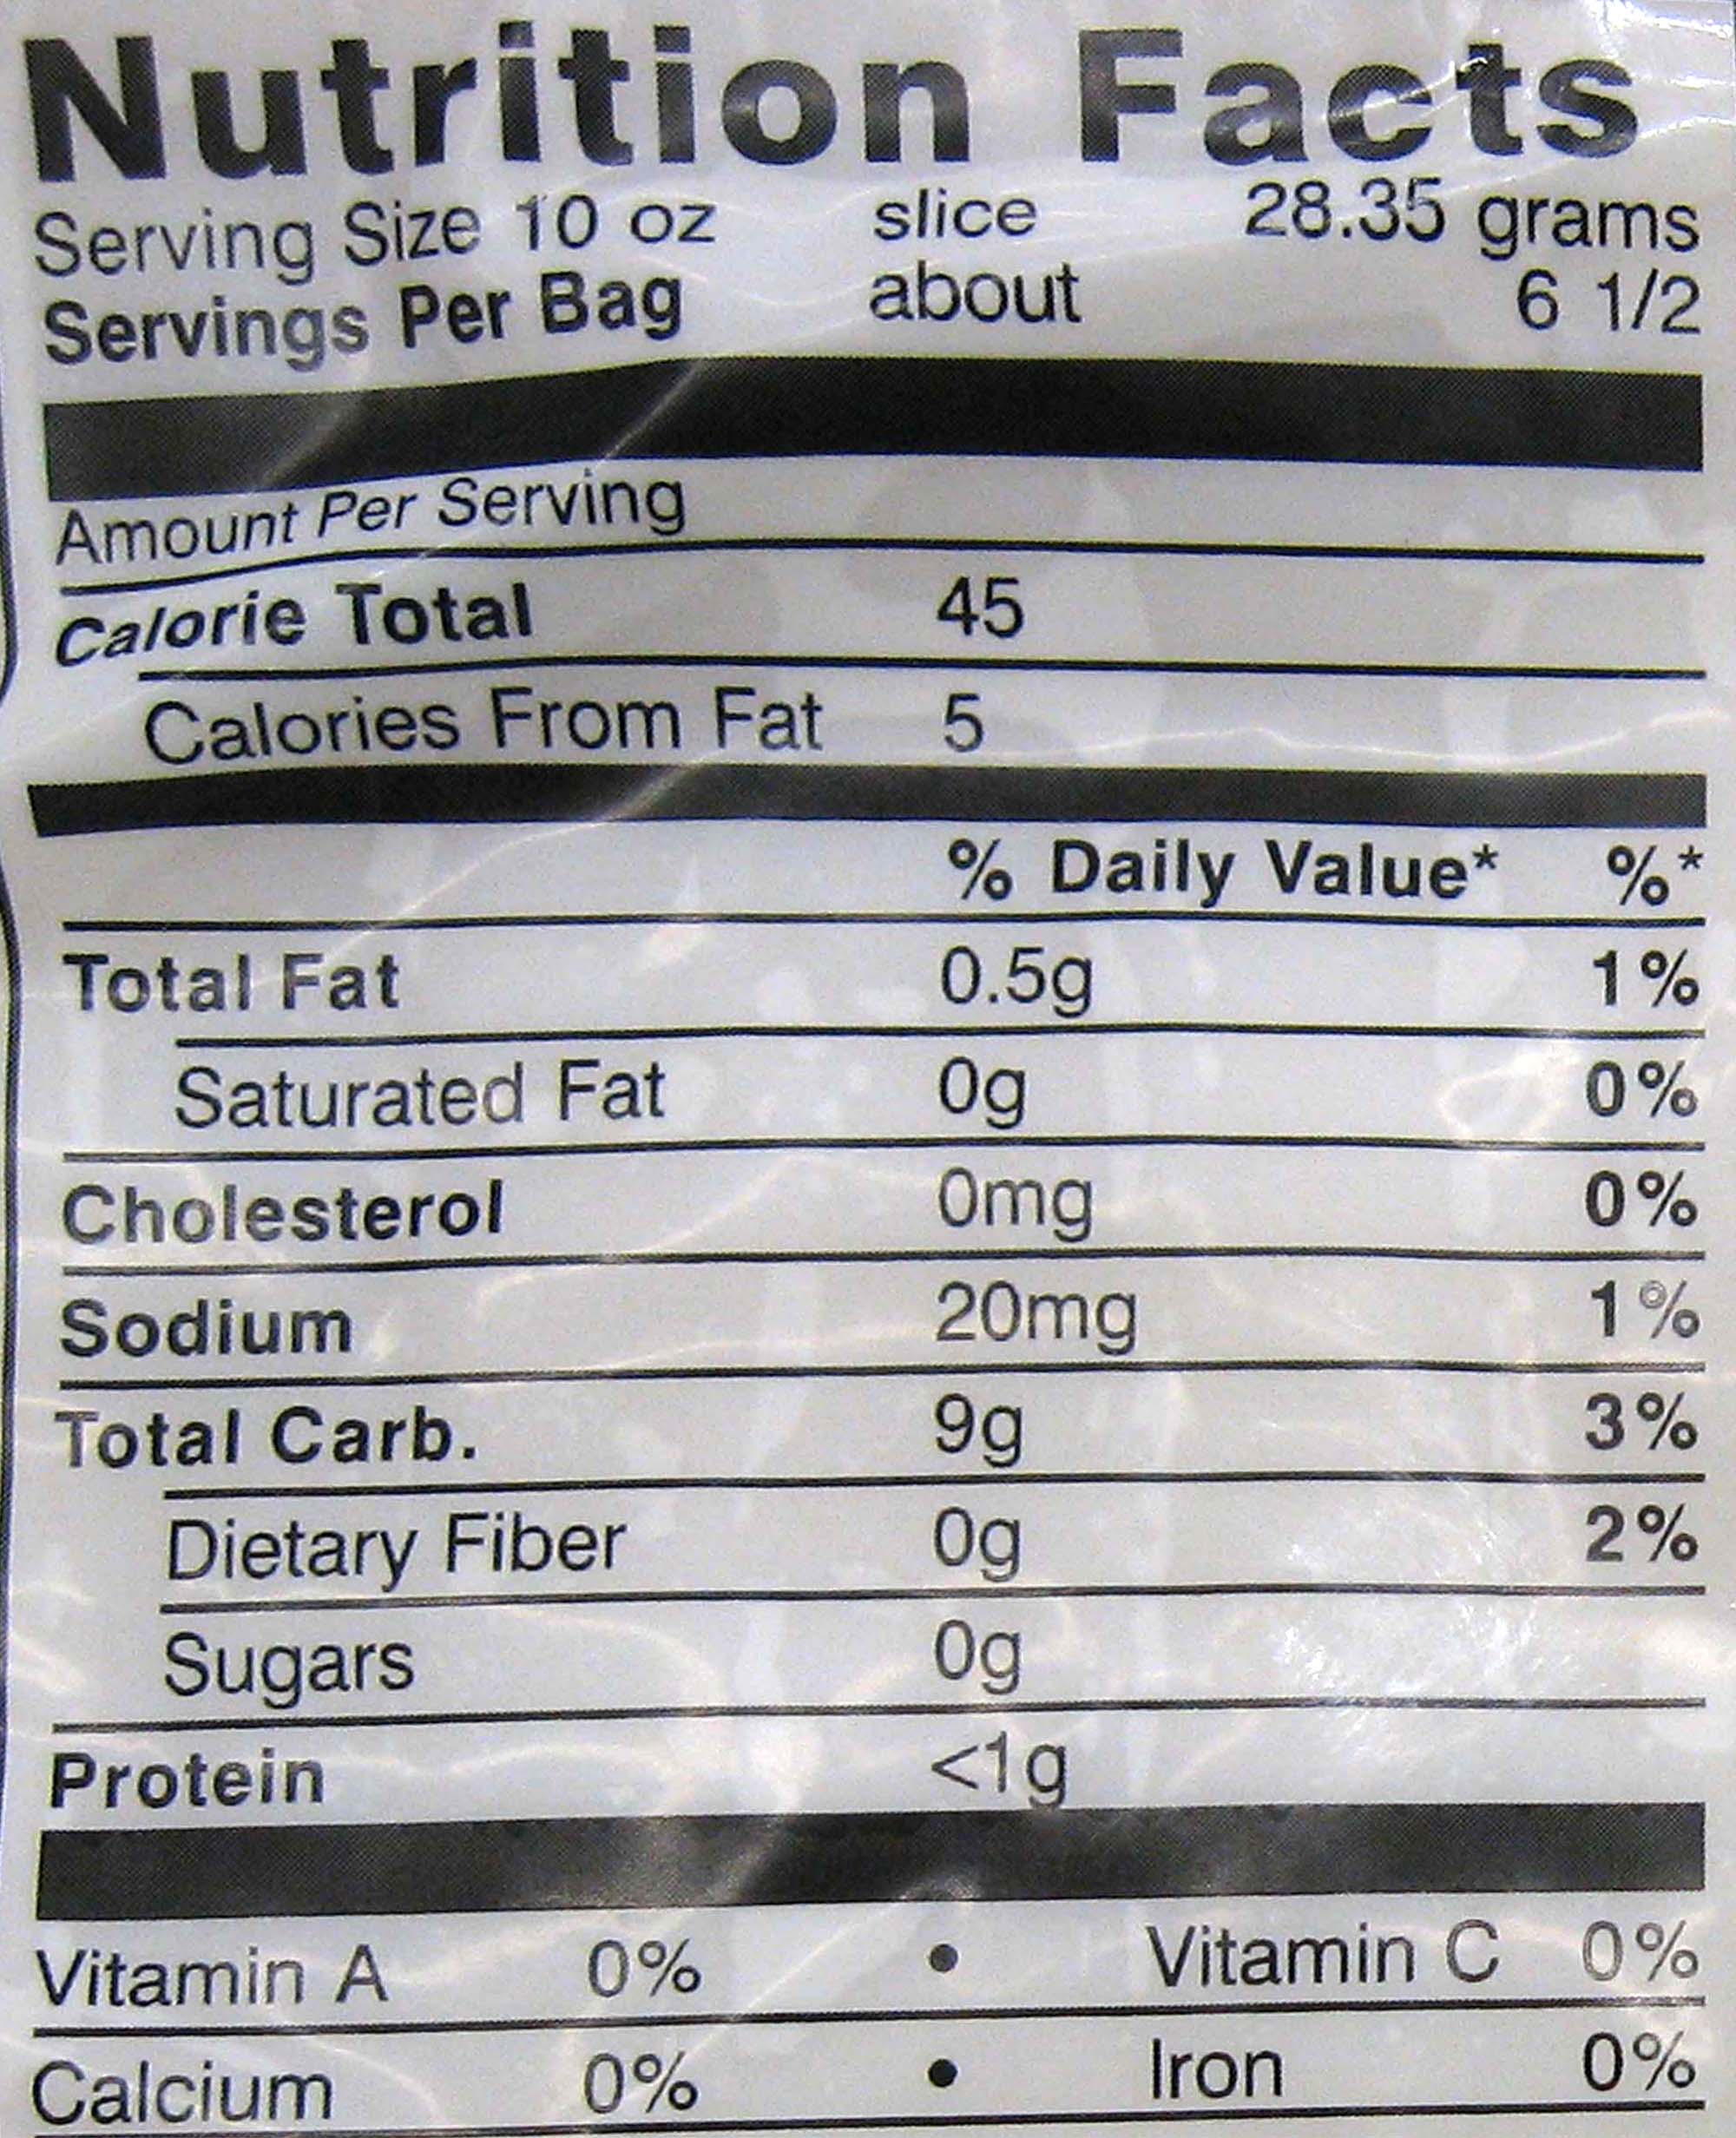 Nutrition Facts
Serving Size 10 oz slice 28.35 grams
Servings Per Bag about 6 1/2
Amount Per Serving
Calorie Total 45
Calories From Fat 5
% Daily Value* %*
Total Fat 0.5g 1%
Saturated Fat 0g 0%
Cholesterol 0mg 0%
Sodium 20mg 1%
Total Carb. 9g 3%
Dietary Fiber 0g 2%
Sugars 0g
Protein <1g
Vitamin A 0% • Vitamin C 0%
Calcium 0% • Iron 0%